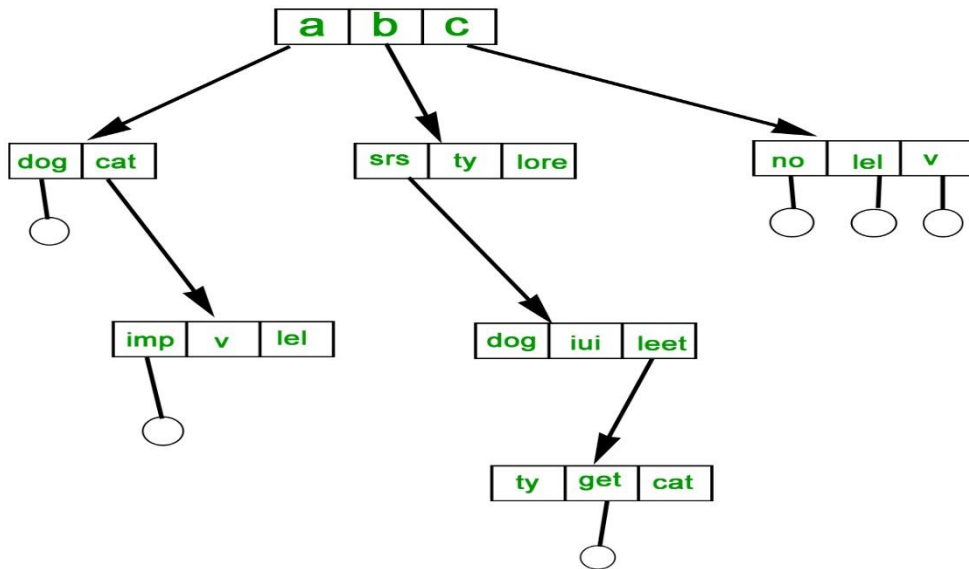 a b c
dog cat
srs ty lore
no lel v
imp v lel
dog iui leet
ty get cat